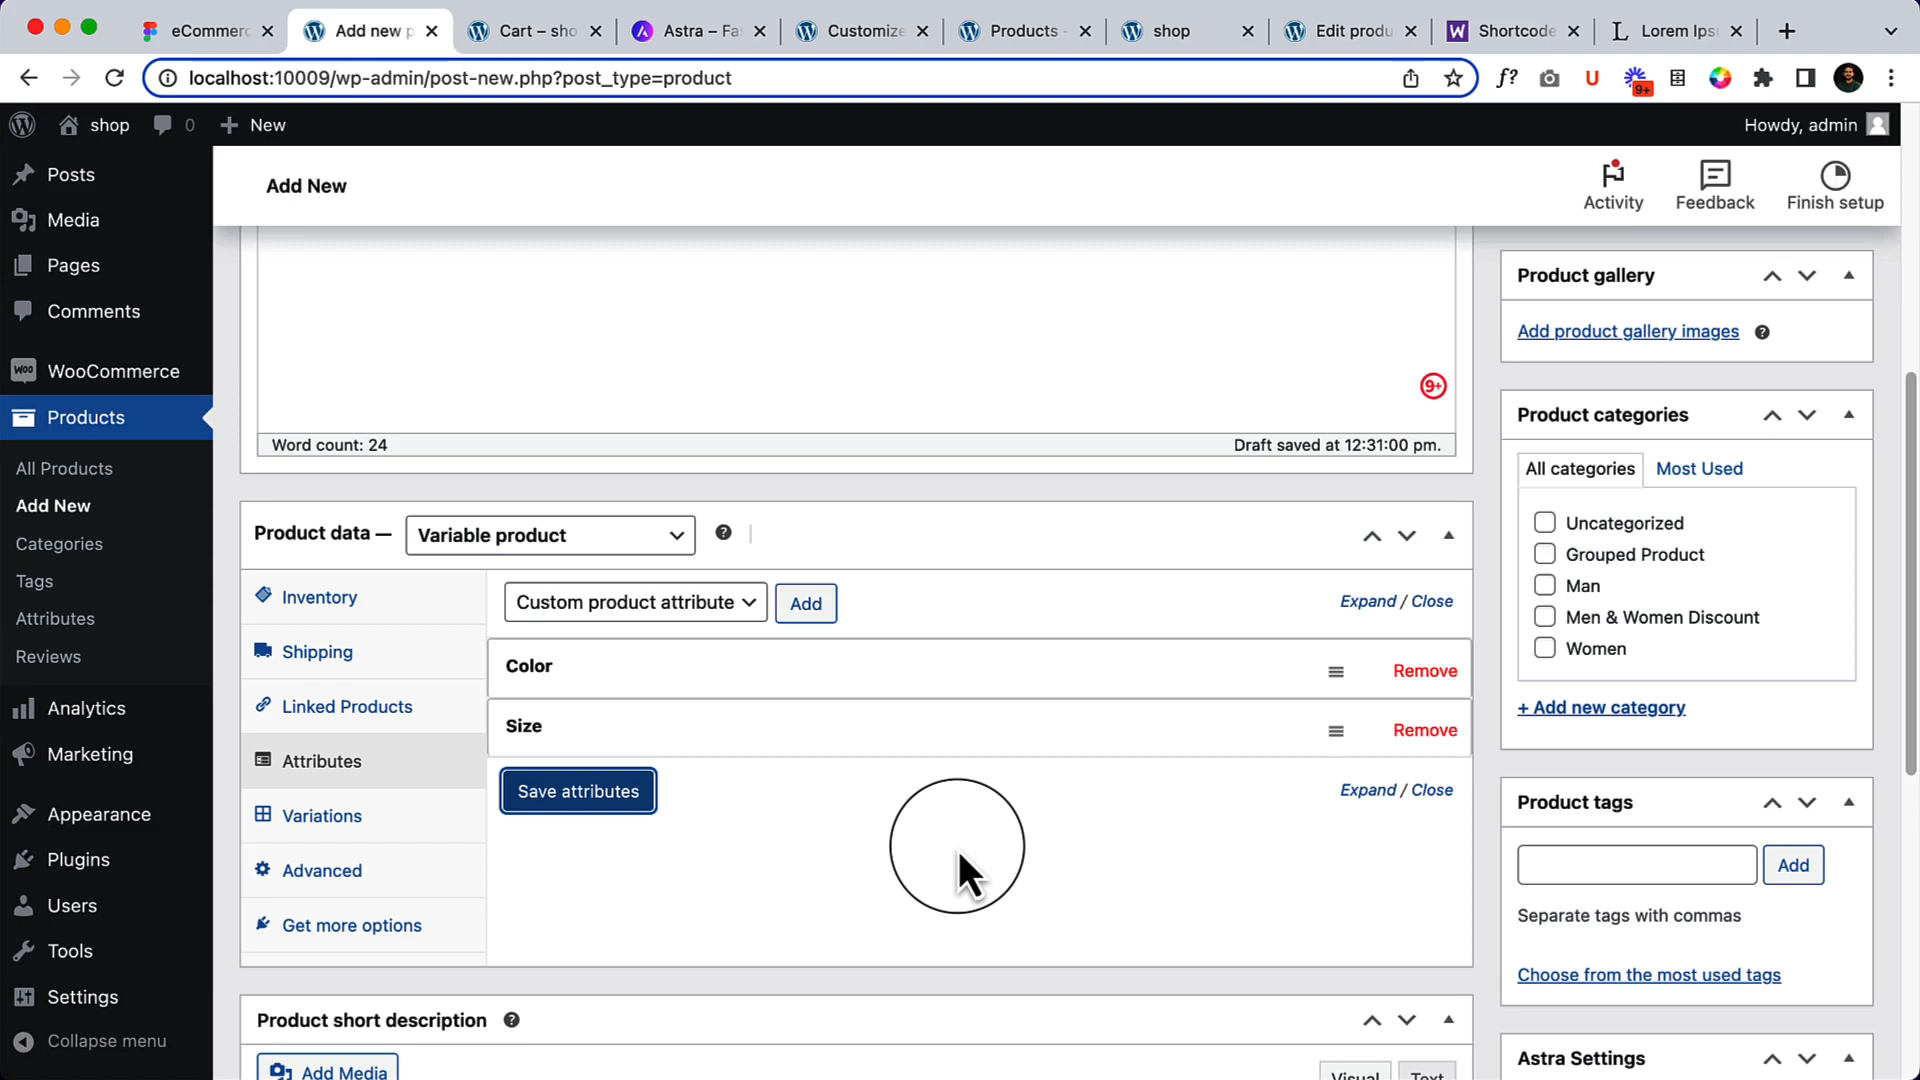 eCommerc
Add new p
Cart – sho
Astra – Fa
Customize
Products -
shop
Edit produ
Shortcode
Lorem Ips
localhost:10009/wp-admin/post-new.php?post_type=product
f?
U
9+
shop
0
New
Howdy, admin
Posts
Media
Pages
Comments
WooCommerce
Products
All Products
Add New
Categories
Tags
Attributes
Reviews
Analytics
Marketing
Appearance
Plugins
Users
Tools
Settings
Collapse menu
Add New
Activity
Feedback
Finish setup
9+
Word count: 24
Draft saved at 12:31:00 pm.
Product data —
Variable product
Inventory
Shipping
Linked Products
Attributes
Variations
Advanced
Get more options
Custom product attribute
Add
Expand / Close
Color
Remove
Size
Remove
Save attributes
Expand / Close
Product short description
Add Media
Visual
Text
Product gallery
Add product gallery images
Product categories
All categories
Most Used
Uncategorized
Grouped Product
Man
Men & Women Discount
Women
+ Add new category
Product tags
Add
Separate tags with commas
Choose from the most used tags
Astra Settings